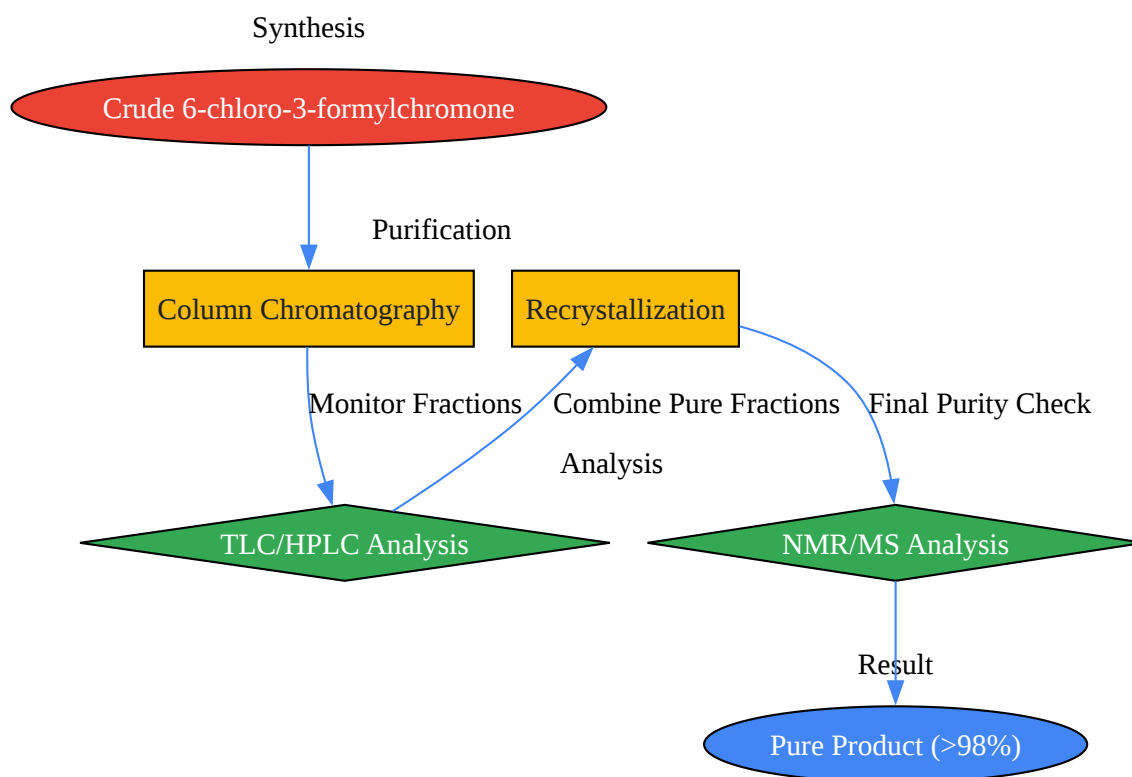 Synthesis
Crude 6-chloro-3-formylchromone
Purification
Column Chromatography
Recrystallization
Monitor Fractions
Combine Pure Fractions
Final Purity Check
Analysis
TLC/HPLC Analysis
NMR/MS Analysis
Result
Pure Product (>98%)